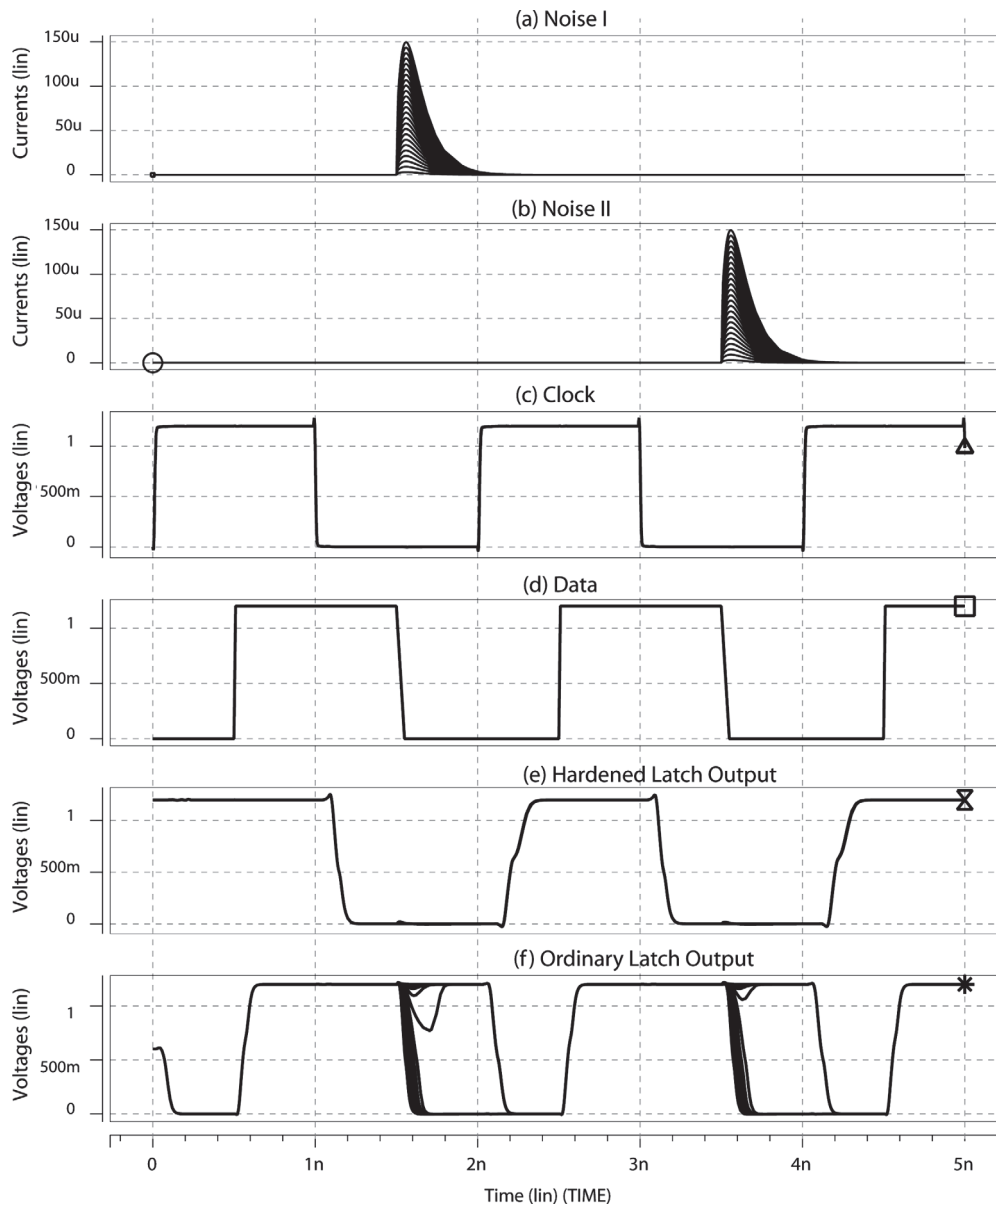 (a) Noise I
Currents (lin)
150u
100u
50u
0
(b) Noise II
Currents (lin)
150u
100u
50u
0
(c) Clock
Voltages (lin)
1
500m
0
(d) Data
Voltages (lin)
1
500m
0
(e) Hardened Latch Output
Voltages (lin)
1
500m
0
(f) Ordinary Latch Output
Voltages (lin)
1
500m
0
0 1n 2n 3n 4n 5n
Time (lin) (TIME)